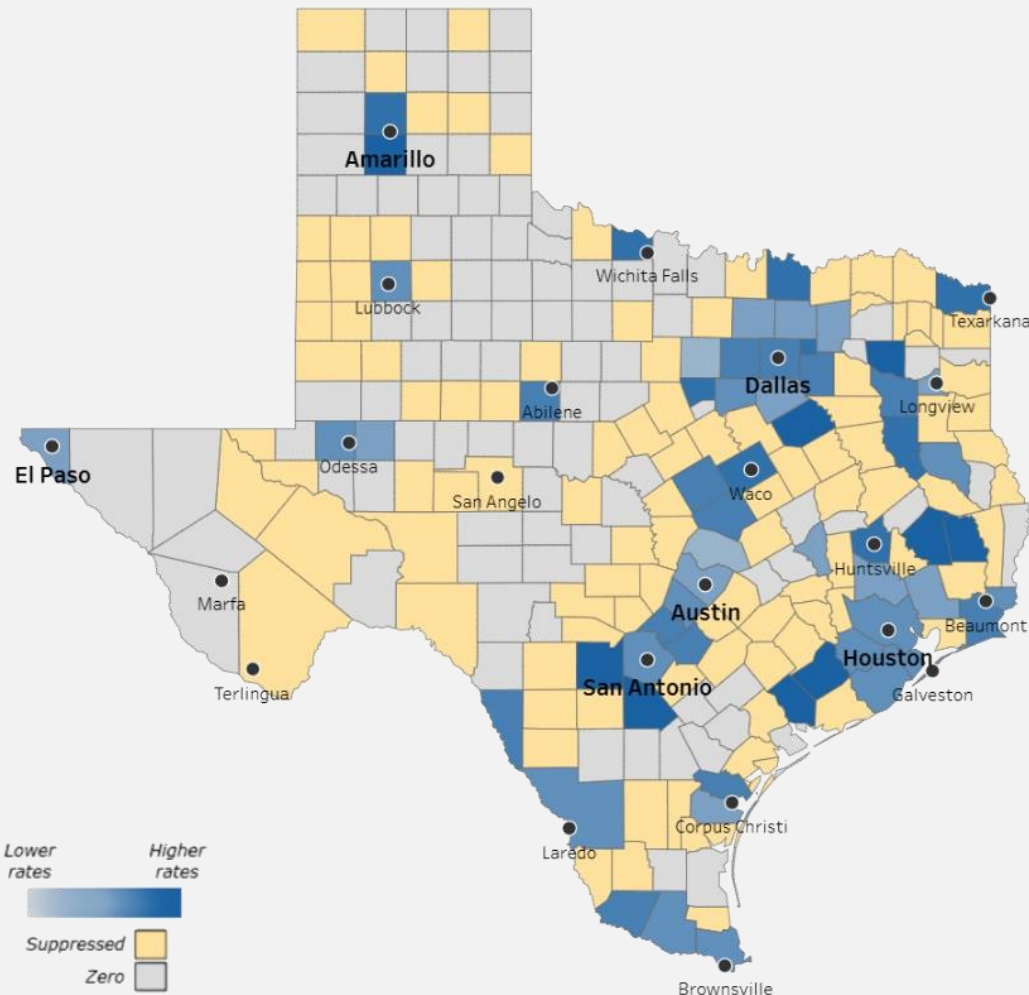 Amarillo
Wichita Falls
Lubbock
Texarkana
Dallas
Abilene
Longview
Odessa
El Paso
San Angelo
Waco
Huntsville
Marfa
Austin
Beaumont
Houston
San Antonio
Terlingua
Galveston
Corpus Christi
Laredo
Lower
rates
Higher
rates
Suppressed
Zero
Brownsville